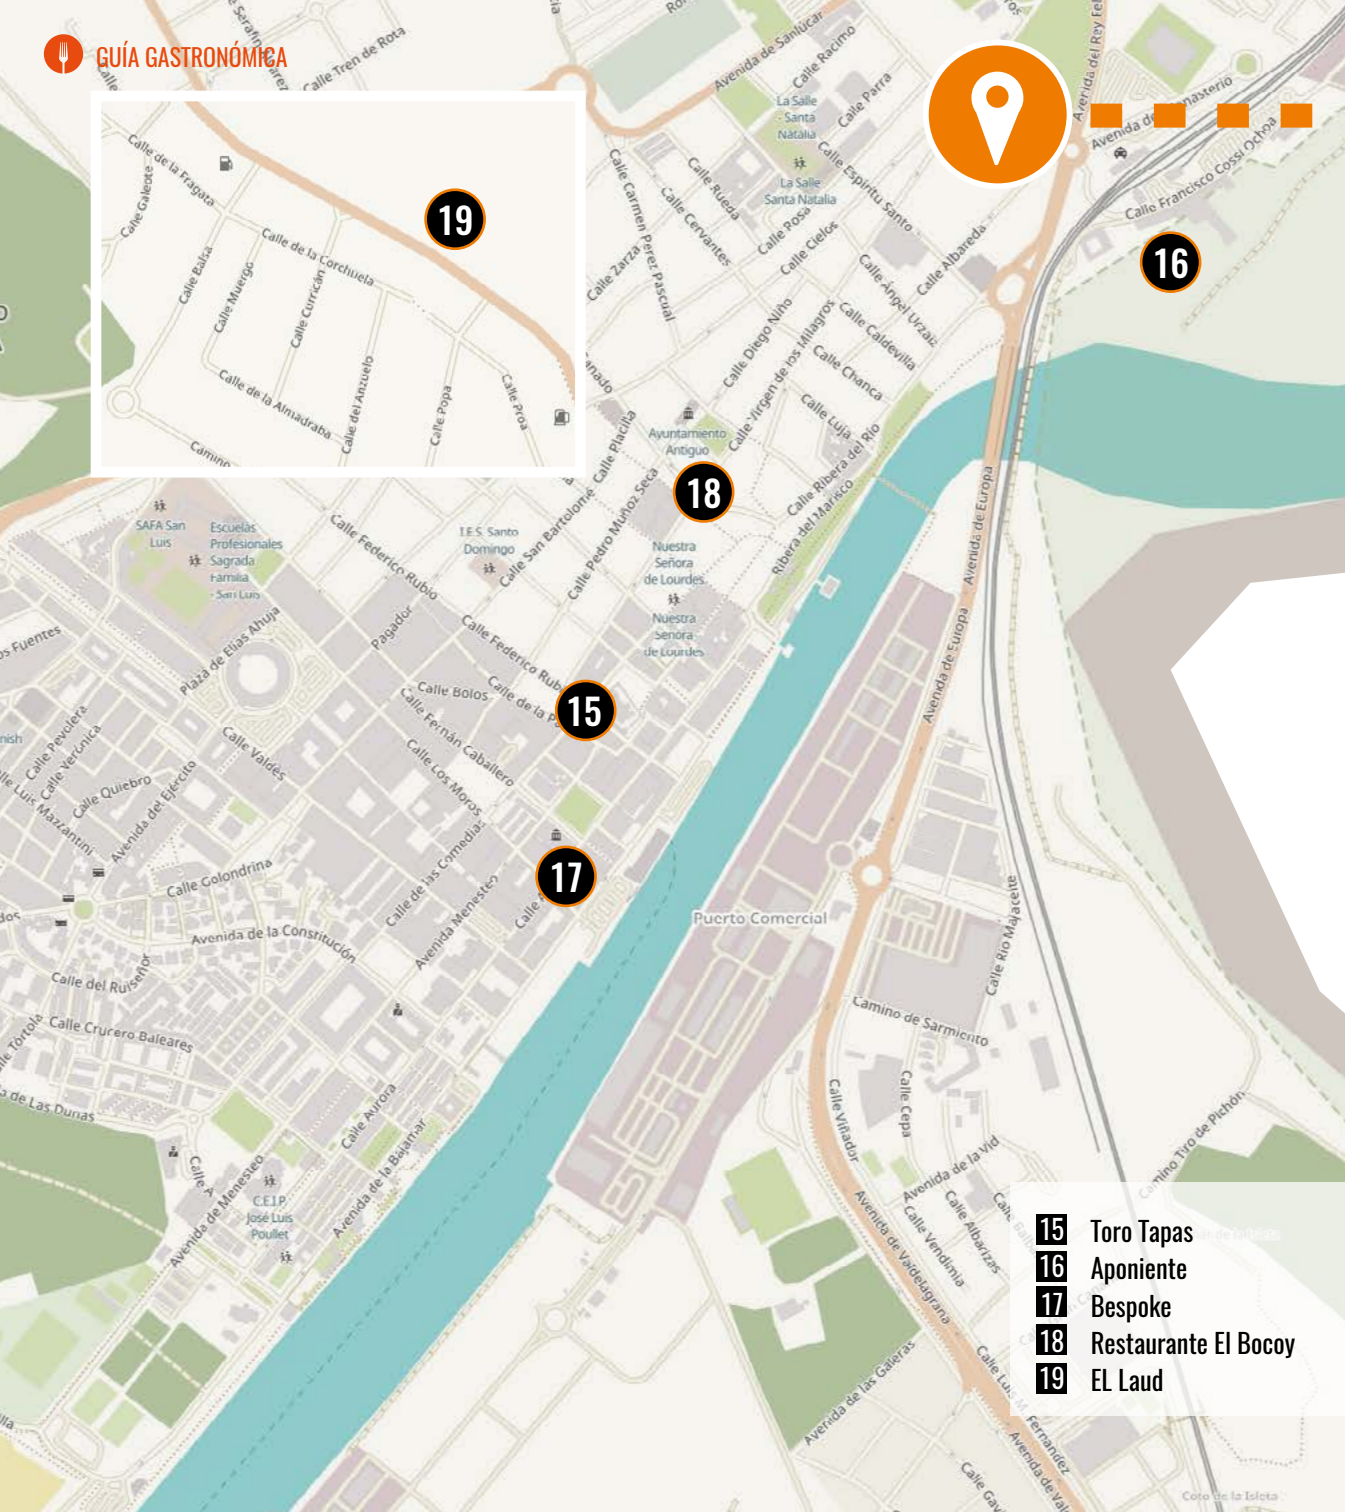 GUÍA GASTRONÓMICA
Calle Tren de Rota
Avenida de Sanlúcar
Calle Racimo
Calle Parra
La Salle
Santa
Natalia
La Salle
Santa Natalia
Calle Espíritu Santo
Calle Rueda
Calle Cervantes
Calle Carmen Pérez Pascual
Calle Rosa
Calle Cielos
Calle Zarza
Calle Albareda
Calle Ángel Urzaiz
Calle Diego Niño
Calle Virgen de los Milagros
Calle Caldevilla
Calle Chanca
Calle Luja
Calle Ribera del Río
Ribera del Marisco
Avenida del Rey
Calle Francisco Cossi Ochoa
16
Calle de la Fragata
Calle Galeote
Calle Balsa
Calle Muergo
Calle de la Corchuela
Calle Curricán
Calle de la Almadraba
Calle del Anzuelo
Calle Popa
Calle Proa
Camino
19
Ayuntamiento
Antiguo
18
Calle Placilla
Calle San Bartolomé
Calle Pedro Muñoz Seca
SAFA San
Luis
Escuelas
Profesionales
Sagrada
Familia
- San Luis
I.E.S. Santo
Domingo
Nuestra
Señora
de Lourdes
Nuestra
Señora
de Lourdes
Calle Federico Rubio
Pagador
Plaza de Elías Ahuja
Calle Bolos
15
Calle Fernán Caballero
Calle Los Moros
Calle Valdés
Calle Pevolera
Calle Verónica
Calle Quiebro
Avenida del Ejército
Luis Mazzantini
Calle Golondrina
Avenida de la Constitución
Calle de las Comedias
Avenida Menesteo
17
Calle del Ruiseñor
Calle Crucero Baleares
de Las Dunas
Calle Aurora
Avenida de la Bajamar
Avenida de Menesteo
C.E.I.P.
José Luis
Poullet
Avenida de Europa
Avenida de Europa
Puerto Comercial
Calle Río Majaceite
Camino de Sarmiento
Calle Viñador
Calle Cepa
Avenida de la Vid
Calle Albarizas
Calle Vendimia
Avenida de Valdelagrana
Camino Tiro de Pichón
Avenida de las Galeras
15 Toro Tapas
16 Aponiente
17 Bespoke
18 Restaurante El Bocoy
19 EL Laud
Coto de la Isleta